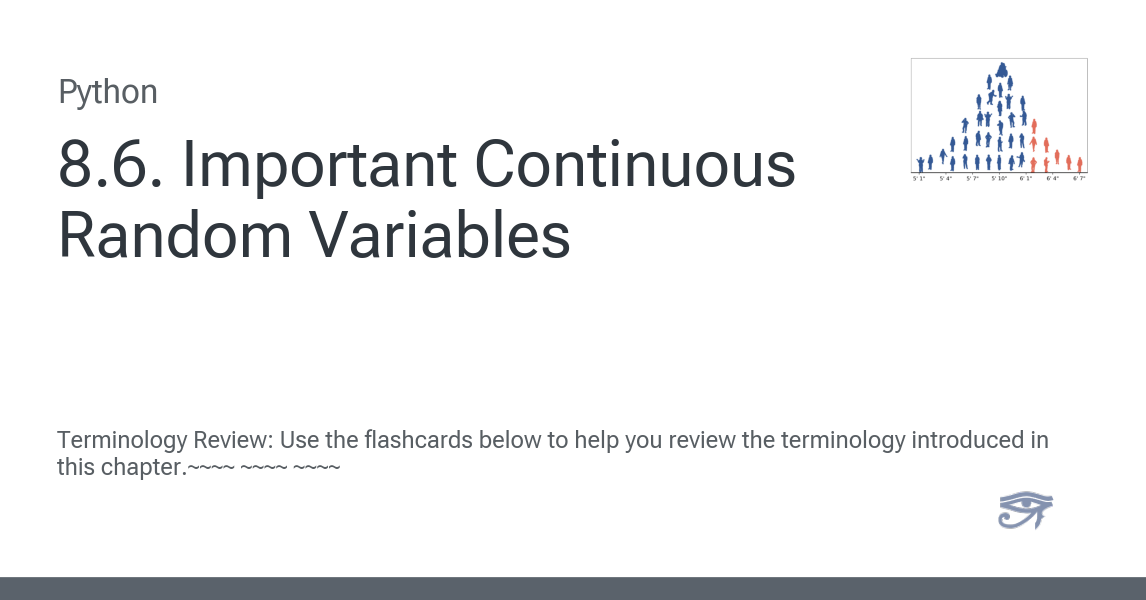 Python
8.6. Important Continuous
Random Variables
5' 1" 5' 4" 5' 7" 5' 10" 6' 1" 6' 4" 6' 7"
Terminology Review: Use the flashcards below to help you review the terminology introduced in
this chapter.~~~~ ~~~~ ~~~~